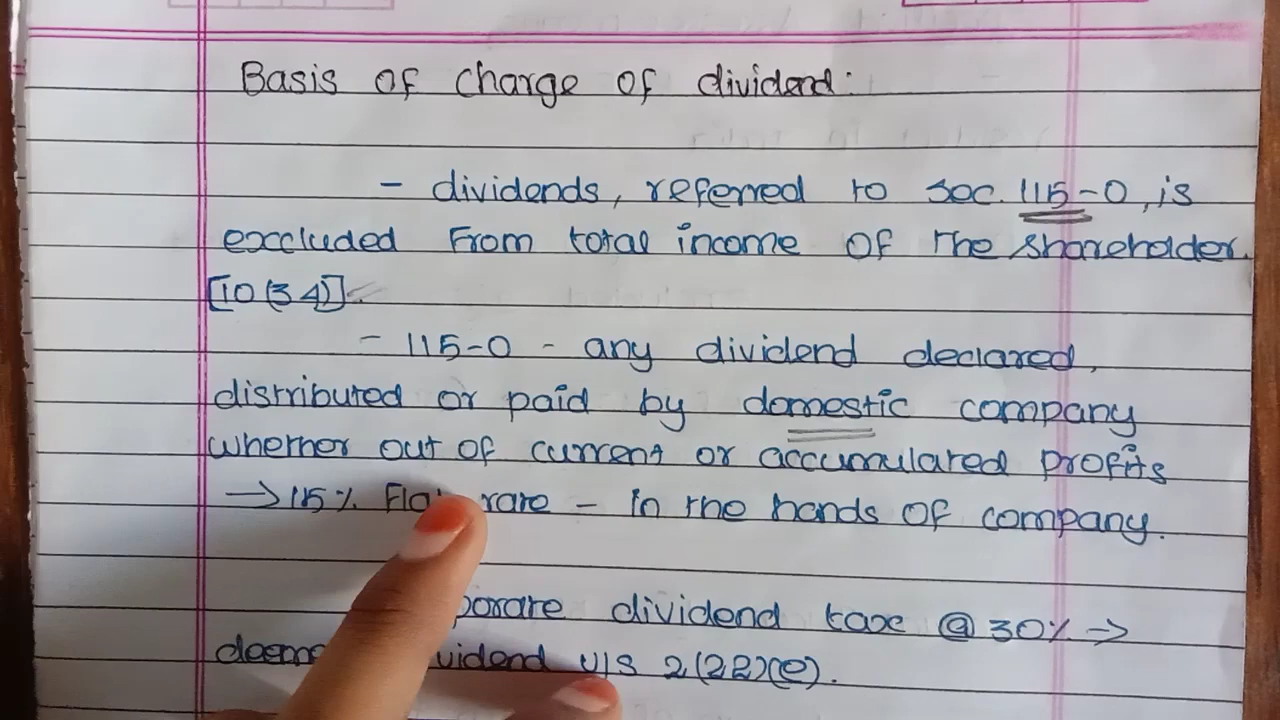 Basis of charge of dividend:
- dividends, referred to Sec. 115-O, is
excluded from total income of the shareholder.
[10(34)]
- 115-O - any dividend declared,
distributed or paid by domestic company
whether out of current or accumulated profits
→ 15% rate - in the hands of company.
dividend tax @ 30% →
u/s 2(22)(e).